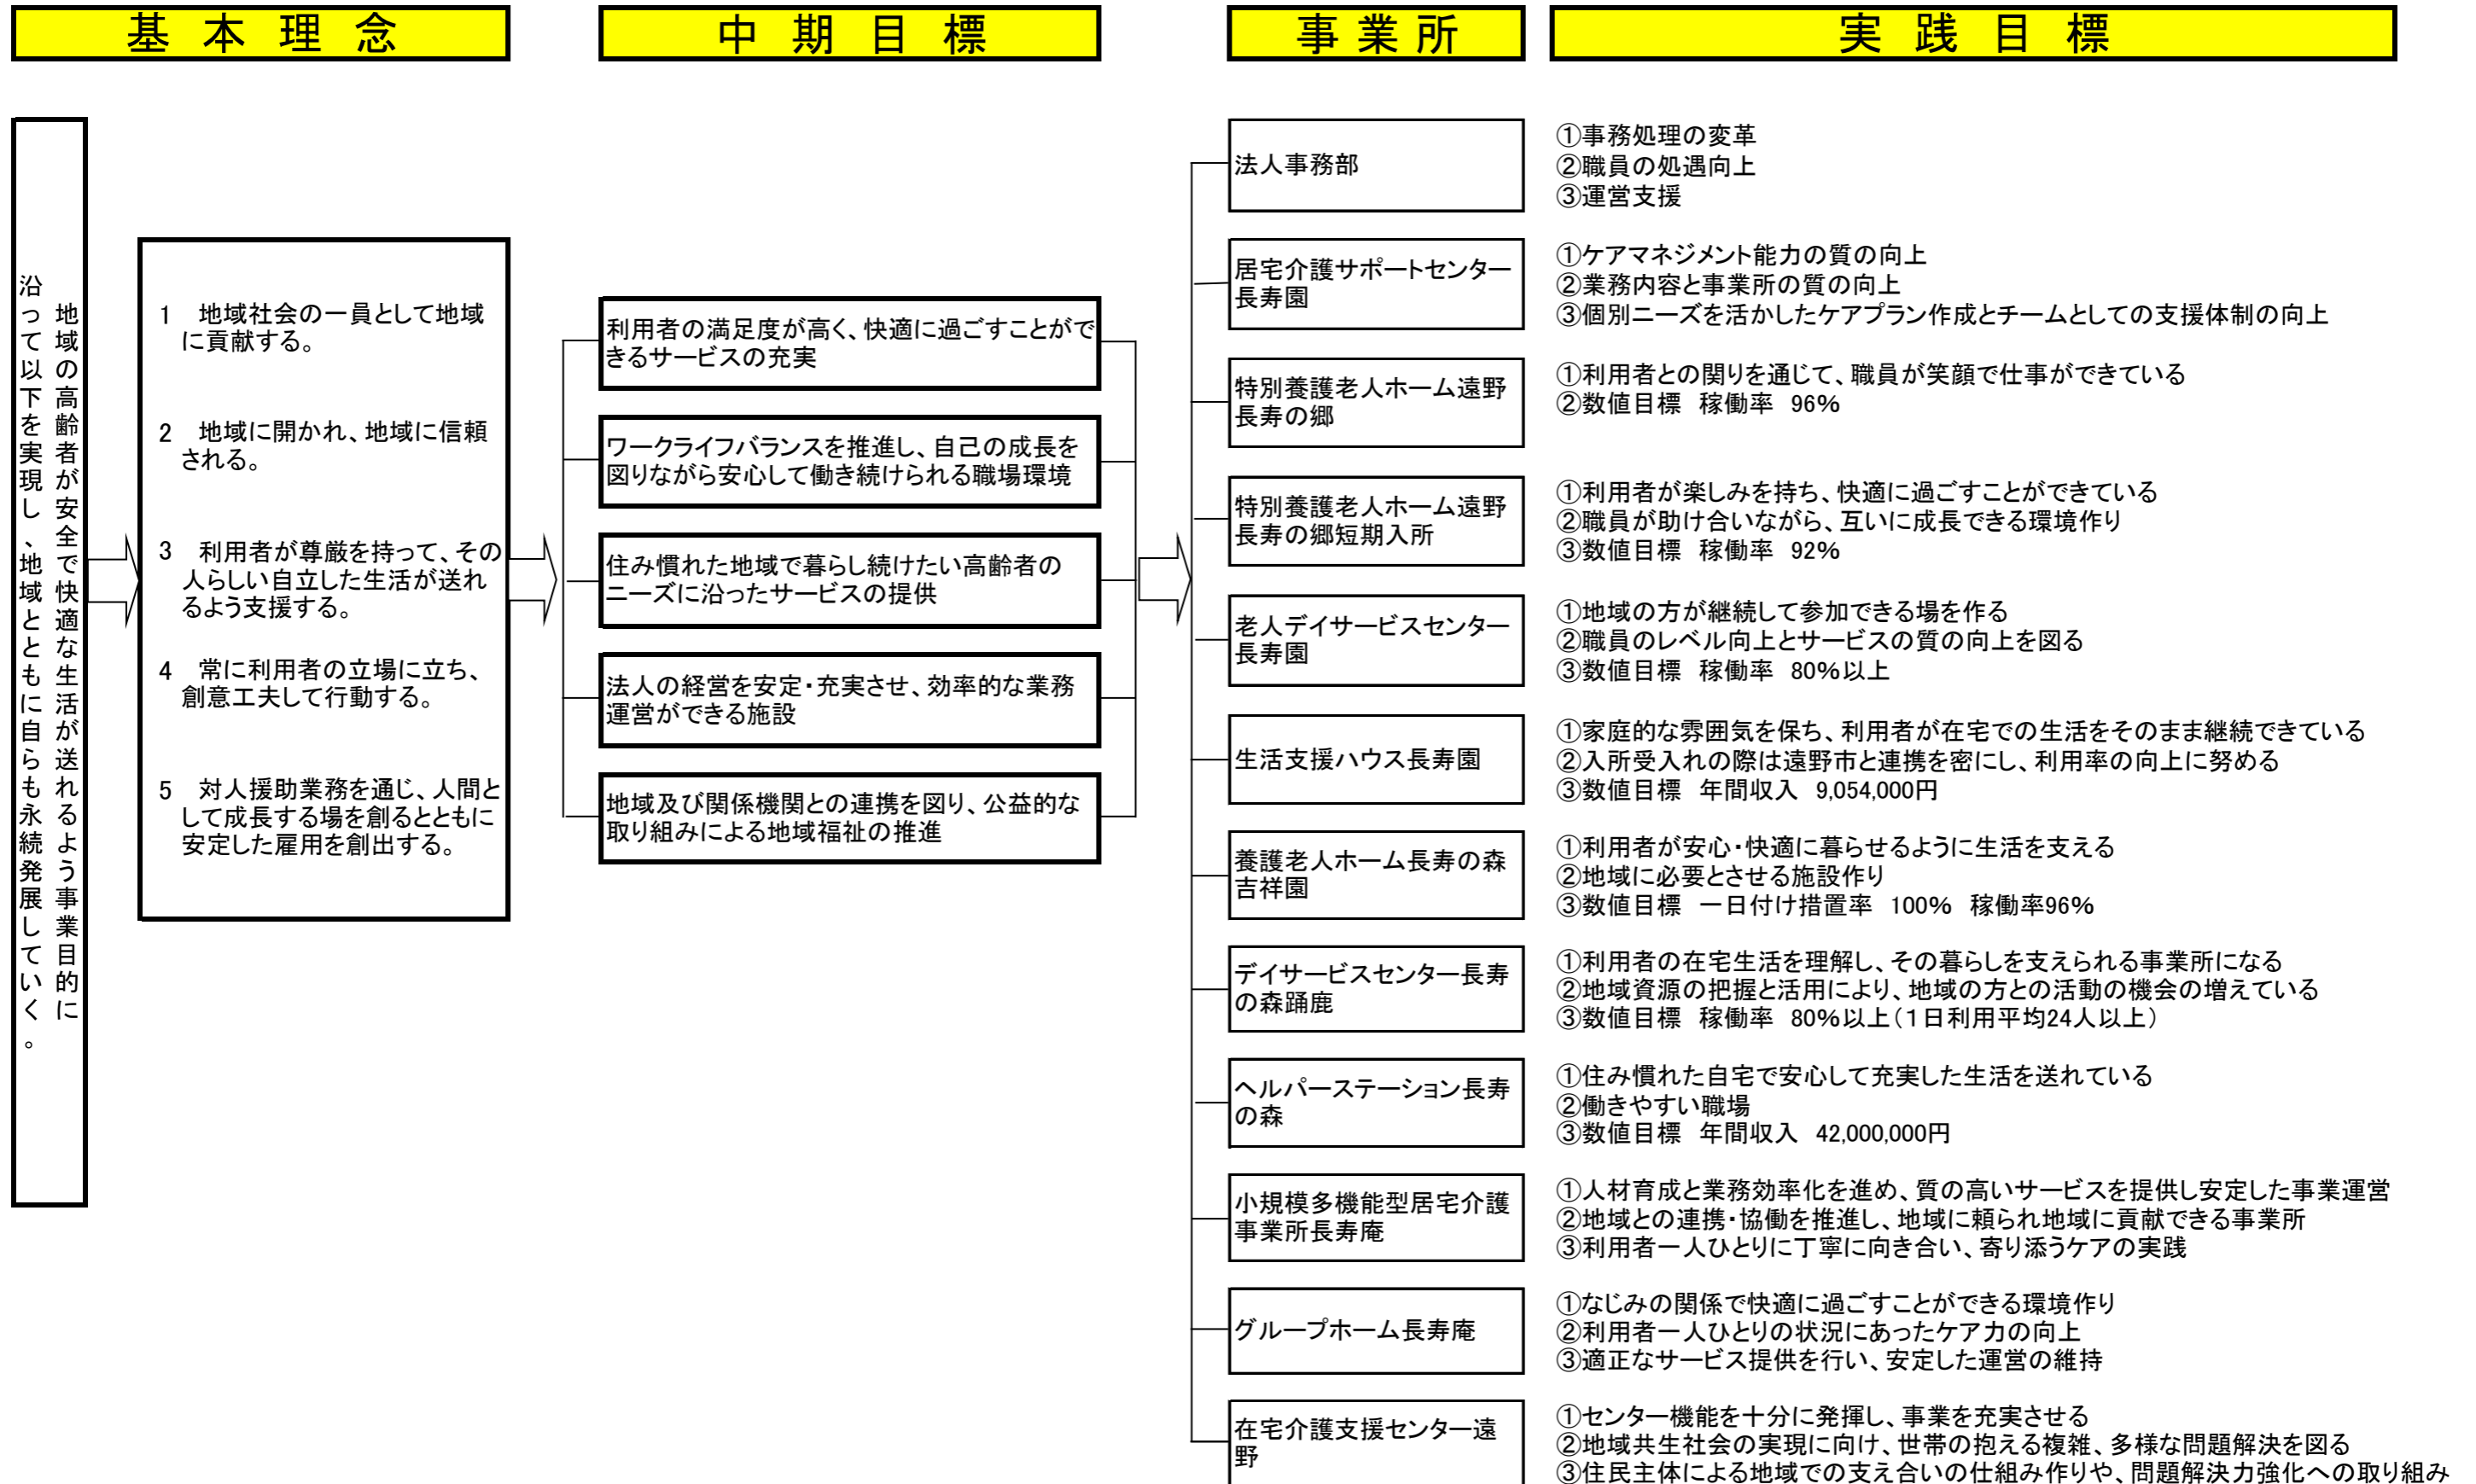 基本理念
中期目標
事業所
実践目標
地域の高齢者が安全で快適な生活が送れるよう事業目的に
沿って以下を実現し、地域とともに自らも永続発展していく。
1　地域社会の一員として地域
に貢献する。
2　地域に開かれ、地域に信頼
される。
3　利用者が尊厳を持って、その
人らしい自立した生活が送れ
るよう支援する。
4　常に利用者の立場に立ち、
創意工夫して行動する。
5　対人援助業務を通じ、人間と
して成長する場を創るとともに
安定した雇用を創出する。
利用者の満足度が高く、快適に過ごすことがで
きるサービスの充実
ワークライフバランスを推進し、自己の成長を
図りながら安心して働き続けられる職場環境
住み慣れた地域で暮らし続けたい高齢者の
ニーズに沿ったサービスの提供
法人の経営を安定・充実させ、効率的な業務
運営ができる施設
地域及び関係機関との連携を図り、公益的な
取り組みによる地域福祉の推進
法人事務部
①事務処理の変革
②職員の処遇向上
③運営支援
居宅介護サポートセンター
長寿園
①ケアマネジメント能力の質の向上
②業務内容と事業所の質の向上
③個別ニーズを活かしたケアプラン作成とチームとしての支援体制の向上
特別養護老人ホーム遠野
長寿の郷
①利用者との関りを通じて、職員が笑顔で仕事ができている
②数値目標　稼働率　96%
特別養護老人ホーム遠野
長寿の郷短期入所
①利用者が楽しみを持ち、快適に過ごすことができている
②職員が助け合いながら、互いに成長できる環境作り
③数値目標　稼働率　92%
老人デイサービスセンター
長寿園
①地域の方が継続して参加できる場を作る
②職員のレベル向上とサービスの質の向上を図る
③数値目標　稼働率　80%以上
生活支援ハウス長寿園
①家庭的な雰囲気を保ち、利用者が在宅での生活をそのまま継続できている
②入所受入れの際は遠野市と連携を密にし、利用率の向上に努める
③数値目標　年間収入　9,054,000円
養護老人ホーム長寿の森
吉祥園
①利用者が安心・快適に暮らせるように生活を支える
②地域に必要とさせる施設作り
③数値目標　一日付け措置率　100%　稼働率96%
デイサービスセンター長寿
の森踊鹿
①利用者の在宅生活を理解し、その暮らしを支えられる事業所になる
②地域資源の把握と活用により、地域の方との活動の機会の増えている
③数値目標　稼働率　80%以上（1日利用平均24人以上）
ヘルパーステーション長寿
の森
①住み慣れた自宅で安心して充実した生活を送れている
②働きやすい職場
③数値目標　年間収入　42,000,000円
小規模多機能型居宅介護
事業所長寿庵
①人材育成と業務効率化を進め、質の高いサービスを提供し安定した事業運営
②地域との連携・協働を推進し、地域に頼られ地域に貢献できる事業所
③利用者一人ひとりに丁寧に向き合い、寄り添うケアの実践
グループホーム長寿庵
①なじみの関係で快適に過ごすことができる環境作り
②利用者一人ひとりの状況にあったケア力の向上
③適正なサービス提供を行い、安定した運営の維持
在宅介護支援センター遠
野
①センター機能を十分に発揮し、事業を充実させる
②地域共生社会の実現に向け、世帯の抱える複雑、多様な問題解決を図る
③住民主体による地域での支え合いの仕組み作りや、問題解決力強化への取り組み